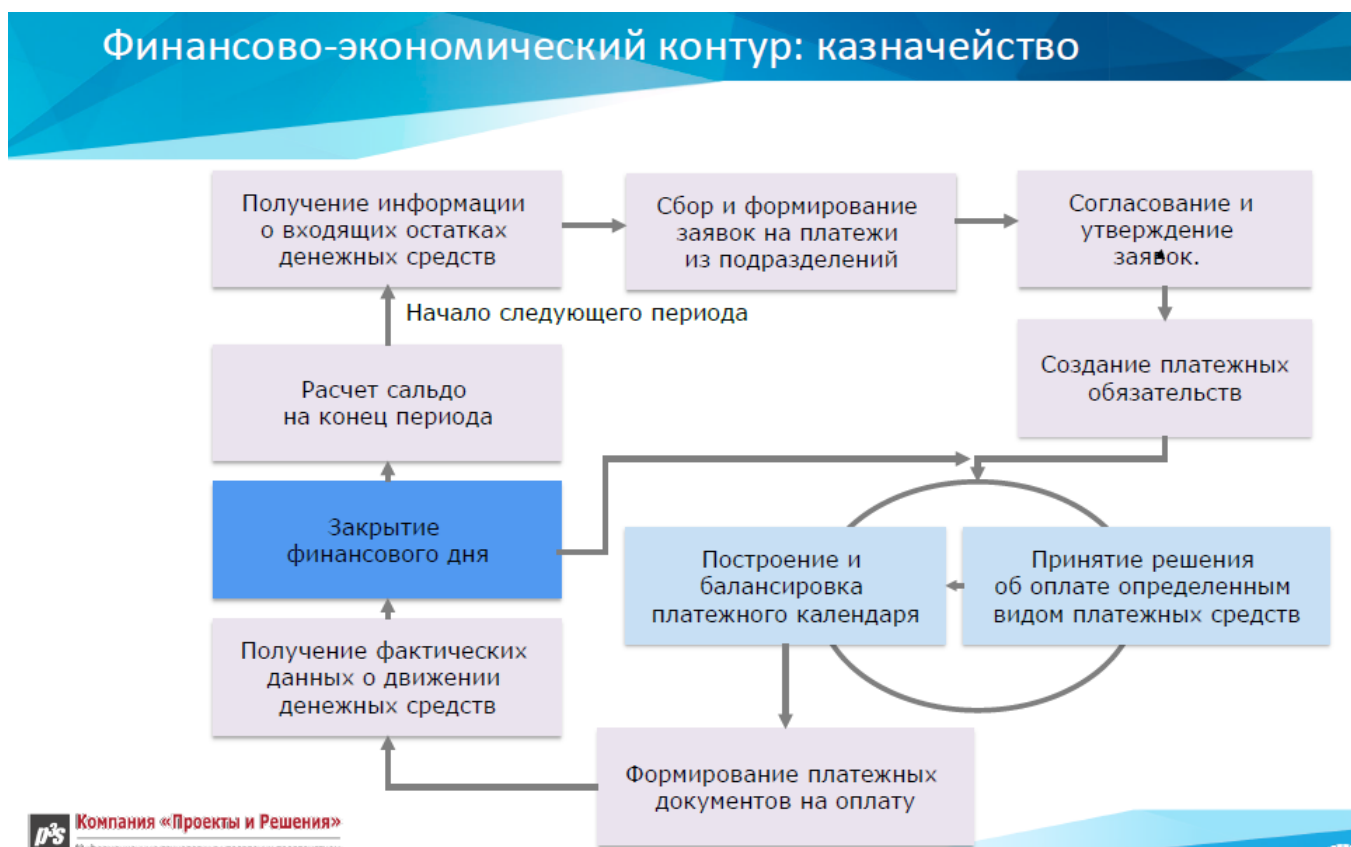 Финансово-экономический контур: казначейство
Получение информации
о входящих остатках
денежных средств
Сбор и формирование
заявок на платежи
из подразделений
Согласование и
утверждение
заявок.
Начало следующего периода
Расчет сальдо
на конец периода
Создание платежных
обязательств
Закрытие
финансового дня
Построение и
балансировка
платежного календаря
Принятие решения
об оплате определенным
видом платежных средств
Получение фактических
данных о движении
денежных средств
Формирование платежных
документов на оплату
p3s
Компания «Проекты и Решения»